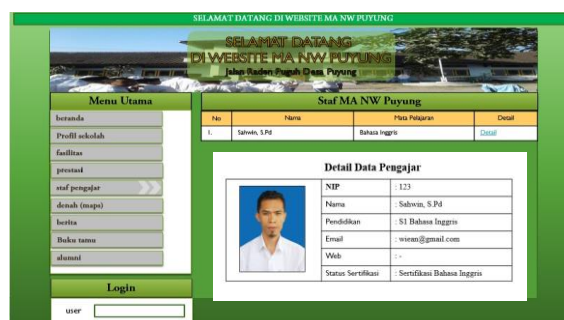 SELAMAT DATANG DI WEBSITE MA NW PUYUNG
SELAMAT DATANG
DI WEBSITE MA NW PUYUNG
Jalan Raden Puguh Desa Puyung
Menu Utama
beranda
Profil sekolah
fasilitas
prestasi
staf pengajar
denah (maps)
berita
Buku tamu
alumni
Login
user
Staf MA NW Puyung
No Nama Mata Pelajaran Detail
1. Sahwin, S.Pd Bahasa Inggris Detail
Detail Data Pengajar
NIP : 123
Nama : Sahwin, S.Pd
Pendidikan : S1 Bahasa Inggris
Email : wiean@gmail.com
Web : -
Status Sertifikasi : Sertifikasi Bahasa Inggris